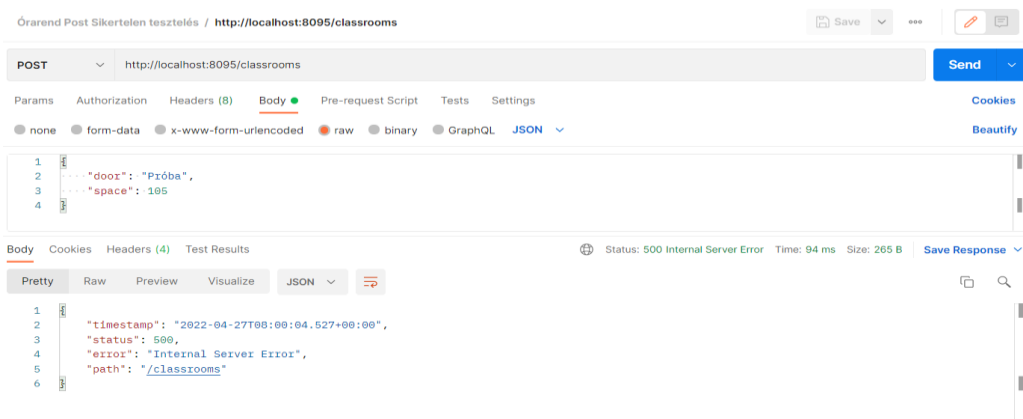 Órarend Post Sikertelen tesztelés / http://localhost:8095/classrooms
Save
POST http://localhost:8095/classrooms Send
Params Authorization Headers (8) Body Pre-request Script Tests Settings Cookies
none form-data x-www-form-urlencoded raw binary GraphQL JSON Beautify
1 {
2 "door": "Próba",
3 "space": 105
4 }
Body Cookies Headers (4) Test Results Status: 500 Internal Server Error Time: 94 ms Size: 265 B Save Response
Pretty Raw Preview Visualize JSON
1 {
2 "timestamp": "2022-04-27T08:00:04.527+00:00",
3 "status": 500,
4 "error": "Internal Server Error",
5 "path": "/classrooms"
6 }